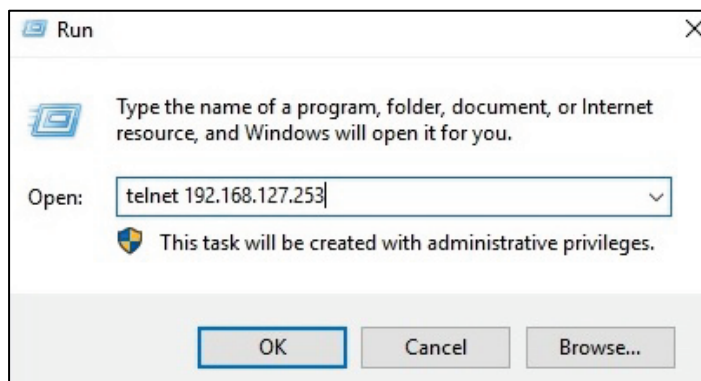 Run
Type the name of a program, folder, document, or Internet
resource, and Windows will open it for you.
Open:
telnet 192.168.127.253
This task will be created with administrative privileges.
OK
Cancel
Browse...